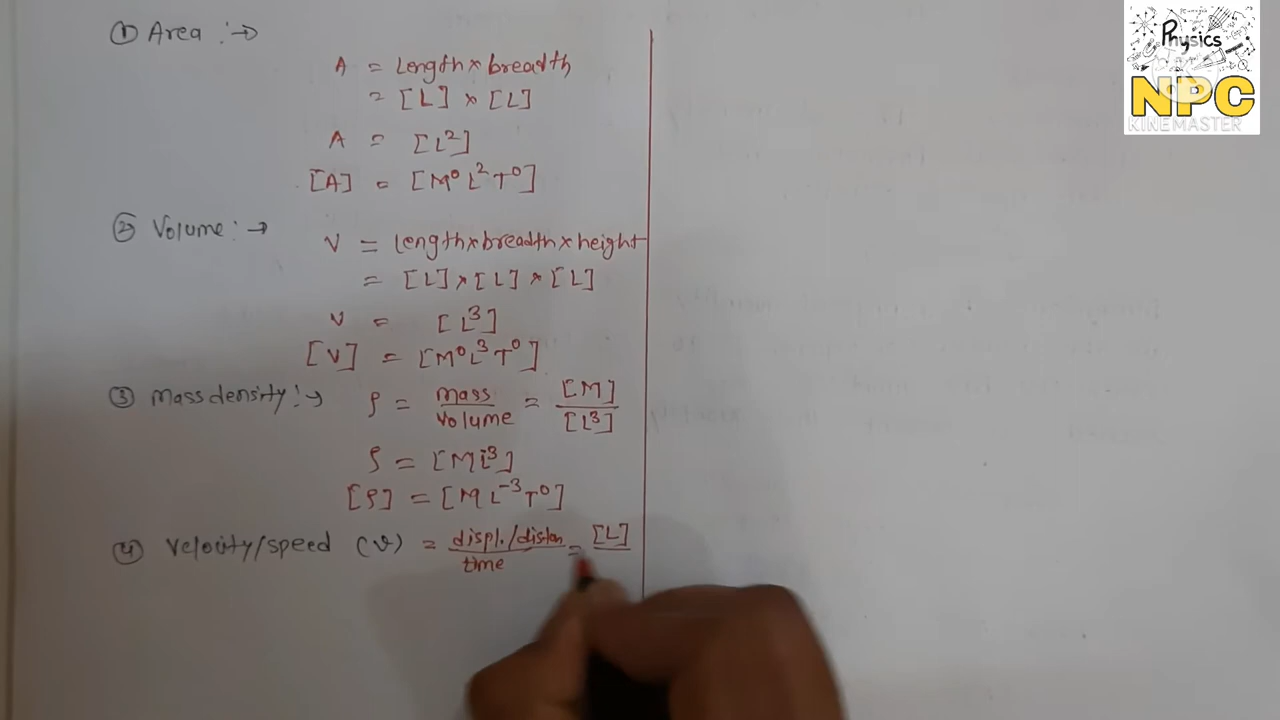 ① Area :→
A = Length × breadth
= [L] × [L]
A = [L²]
[A] = [M⁰L²T⁰]
② Volume :→
V = Length × breadth × height
= [L] × [L] × [L]
V = [L³]
[V] = [M⁰L³T⁰]
③ Mass density :→ ρ = mass/volume = [M]/[L³]
ρ = [ML⁻³]
[ρ] = [ML⁻³T⁰]
④ Velocity/speed (v) = displ./distan/time = [L]
Physics
NPC
KINEMASTER